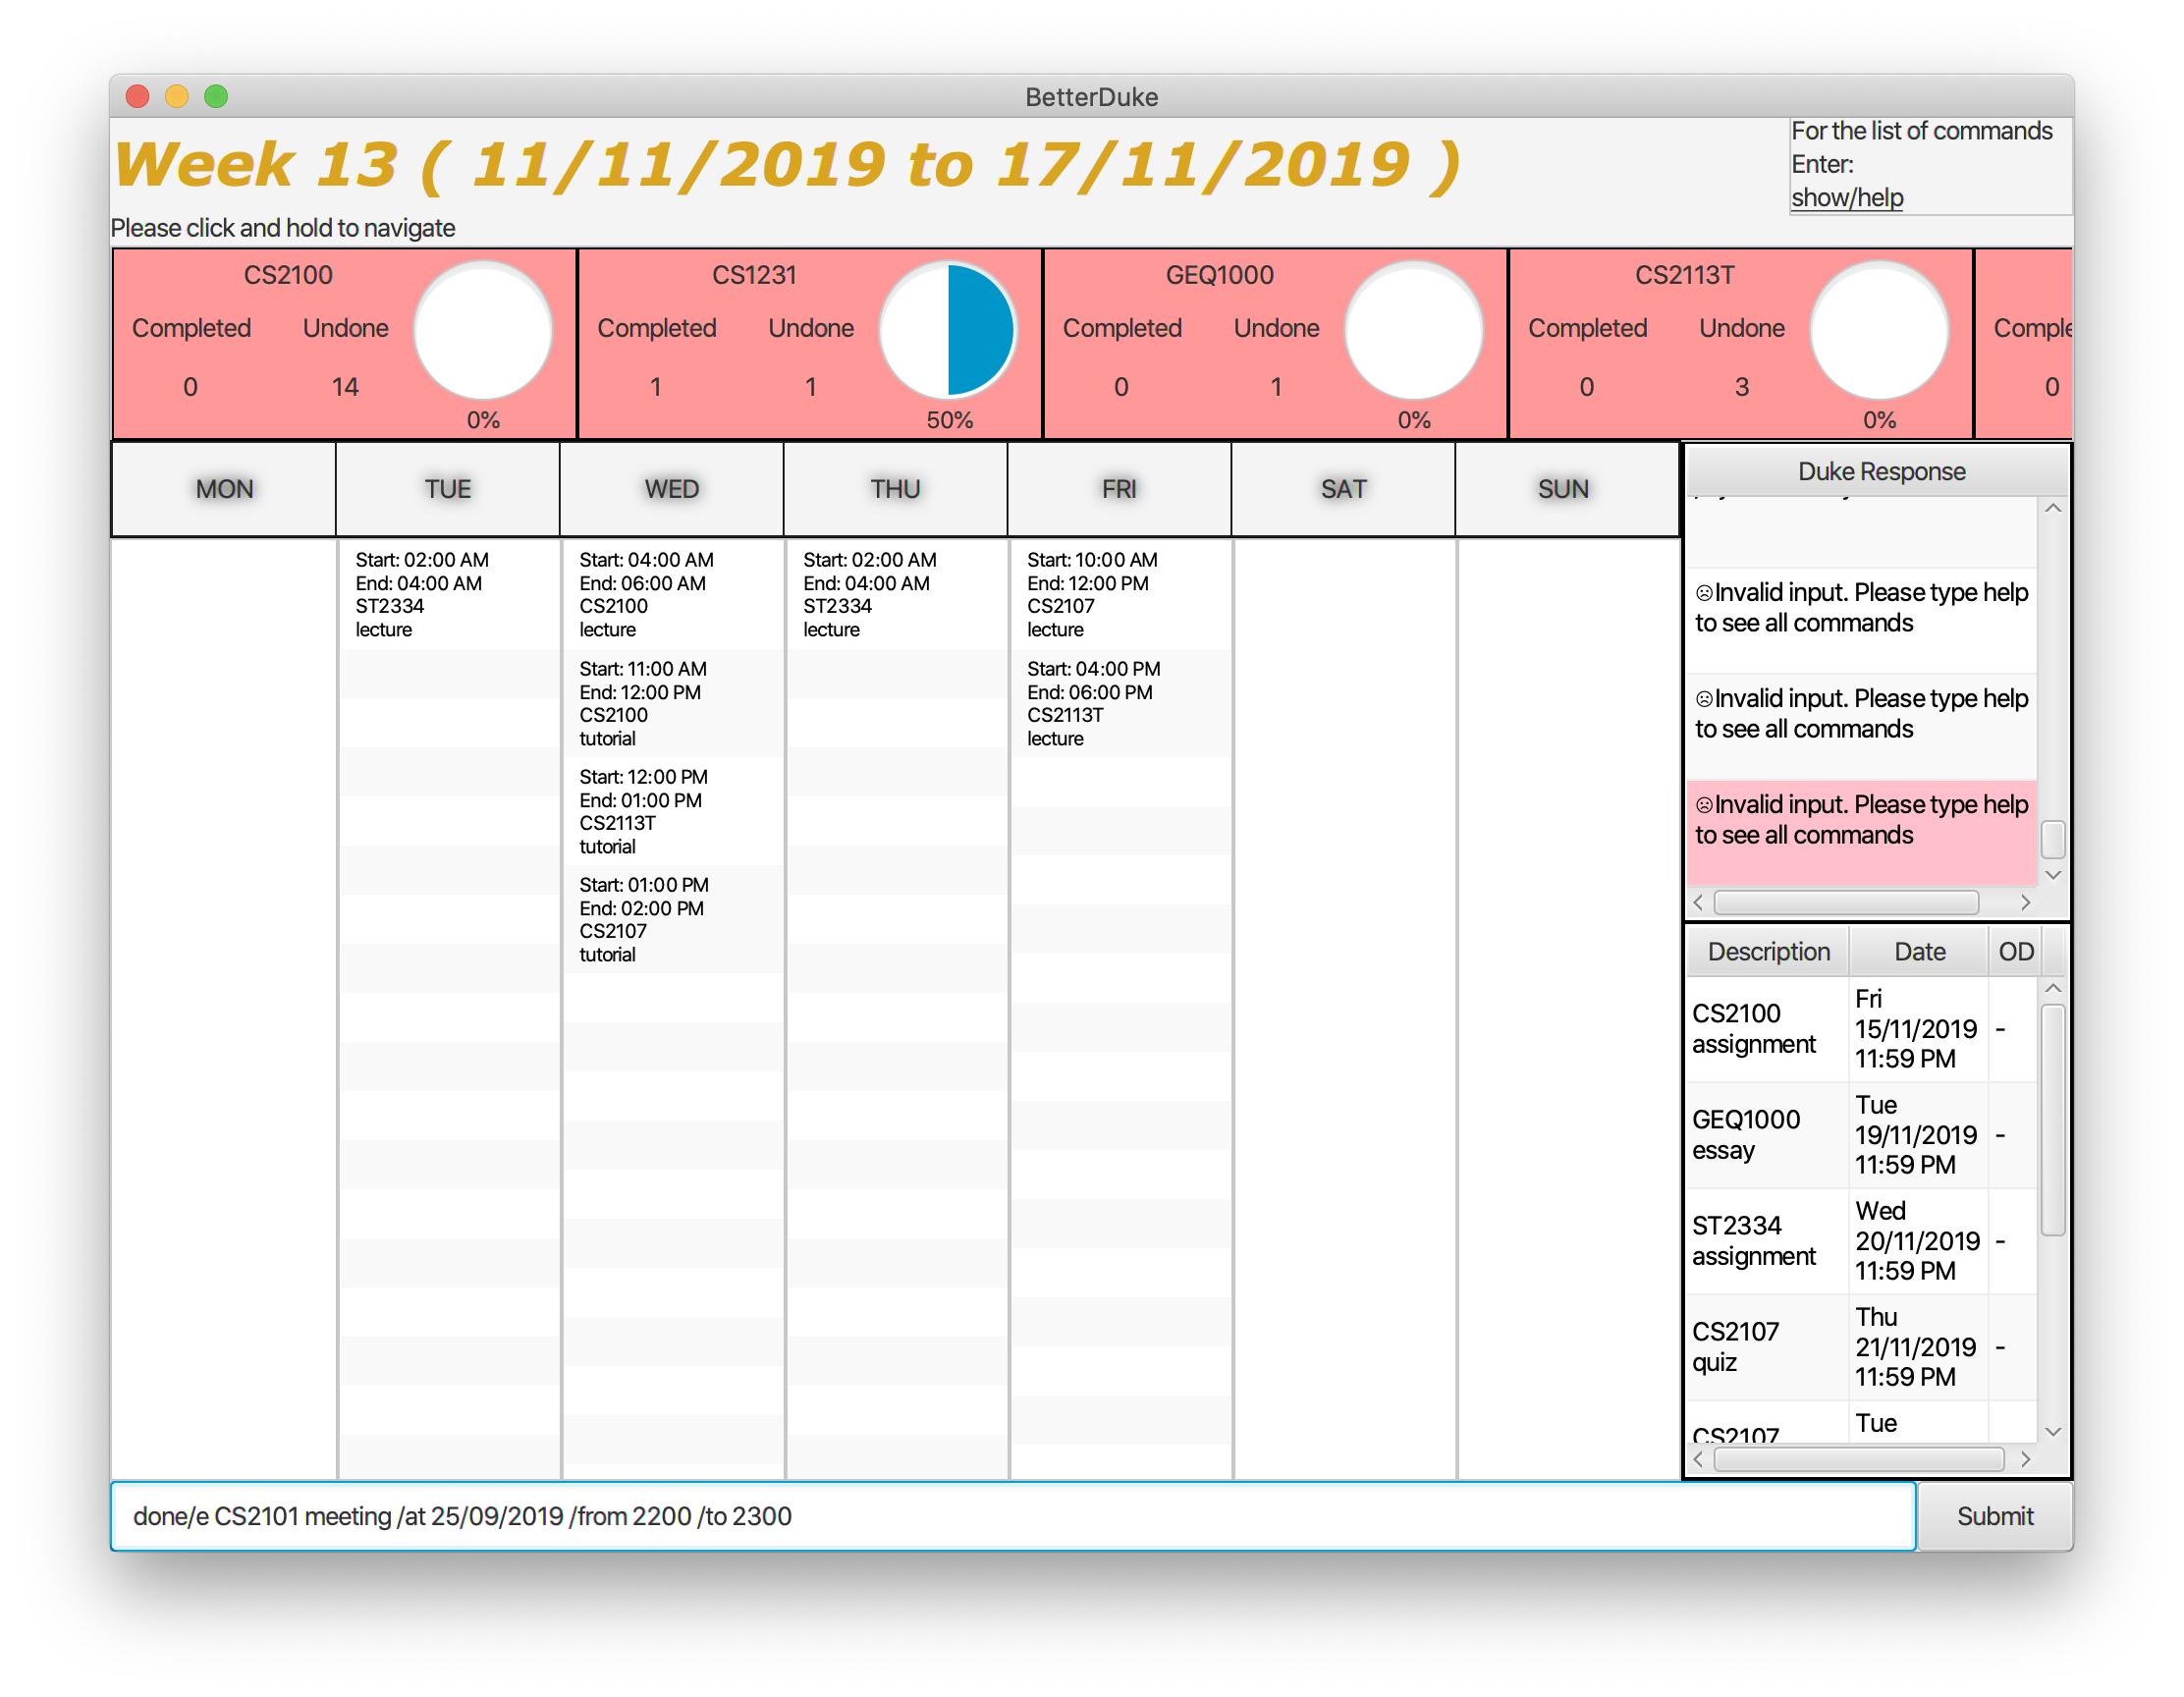 BetterDuke
Week 13 ( 11/11/2019 to 17/11/2019 )
For the list of commands
Enter:
show/help
Please click and hold to navigate
CS2100
Completed Undone
0 14
0%
CS1231
Completed Undone
1 1
50%
GEQ1000
Completed Undone
0 1
0%
CS2113T
Completed Undone
0 3
0%
Comple
0
MON TUE WED THU FRI SAT SUN
Start: 02:00 AM
End: 04:00 AM
ST2334
lecture
Start: 04:00 AM
End: 06:00 AM
CS2100
lecture
Start: 11:00 AM
End: 12:00 PM
CS2100
tutorial
Start: 12:00 PM
End: 01:00 PM
CS2113T
tutorial
Start: 01:00 PM
End: 02:00 PM
CS2107
tutorial
Start: 02:00 AM
End: 04:00 AM
ST2334
lecture
Start: 10:00 AM
End: 12:00 PM
CS2107
lecture
Start: 04:00 PM
End: 06:00 PM
CS2113T
lecture
Duke Response
☹Invalid input. Please type help
to see all commands
☹Invalid input. Please type help
to see all commands
☹Invalid input. Please type help
to see all commands
Description Date OD
CS2100
assignment
Fri
15/11/2019
11:59 PM
-
GEQ1000
essay
Tue
19/11/2019
11:59 PM
-
ST2334
assignment
Wed
20/11/2019
11:59 PM
-
CS2107
quiz
Thu
21/11/2019
11:59 PM
-
CS2107
Tue
done/e CS2101 meeting /at 25/09/2019 /from 2200 /to 2300
Submit